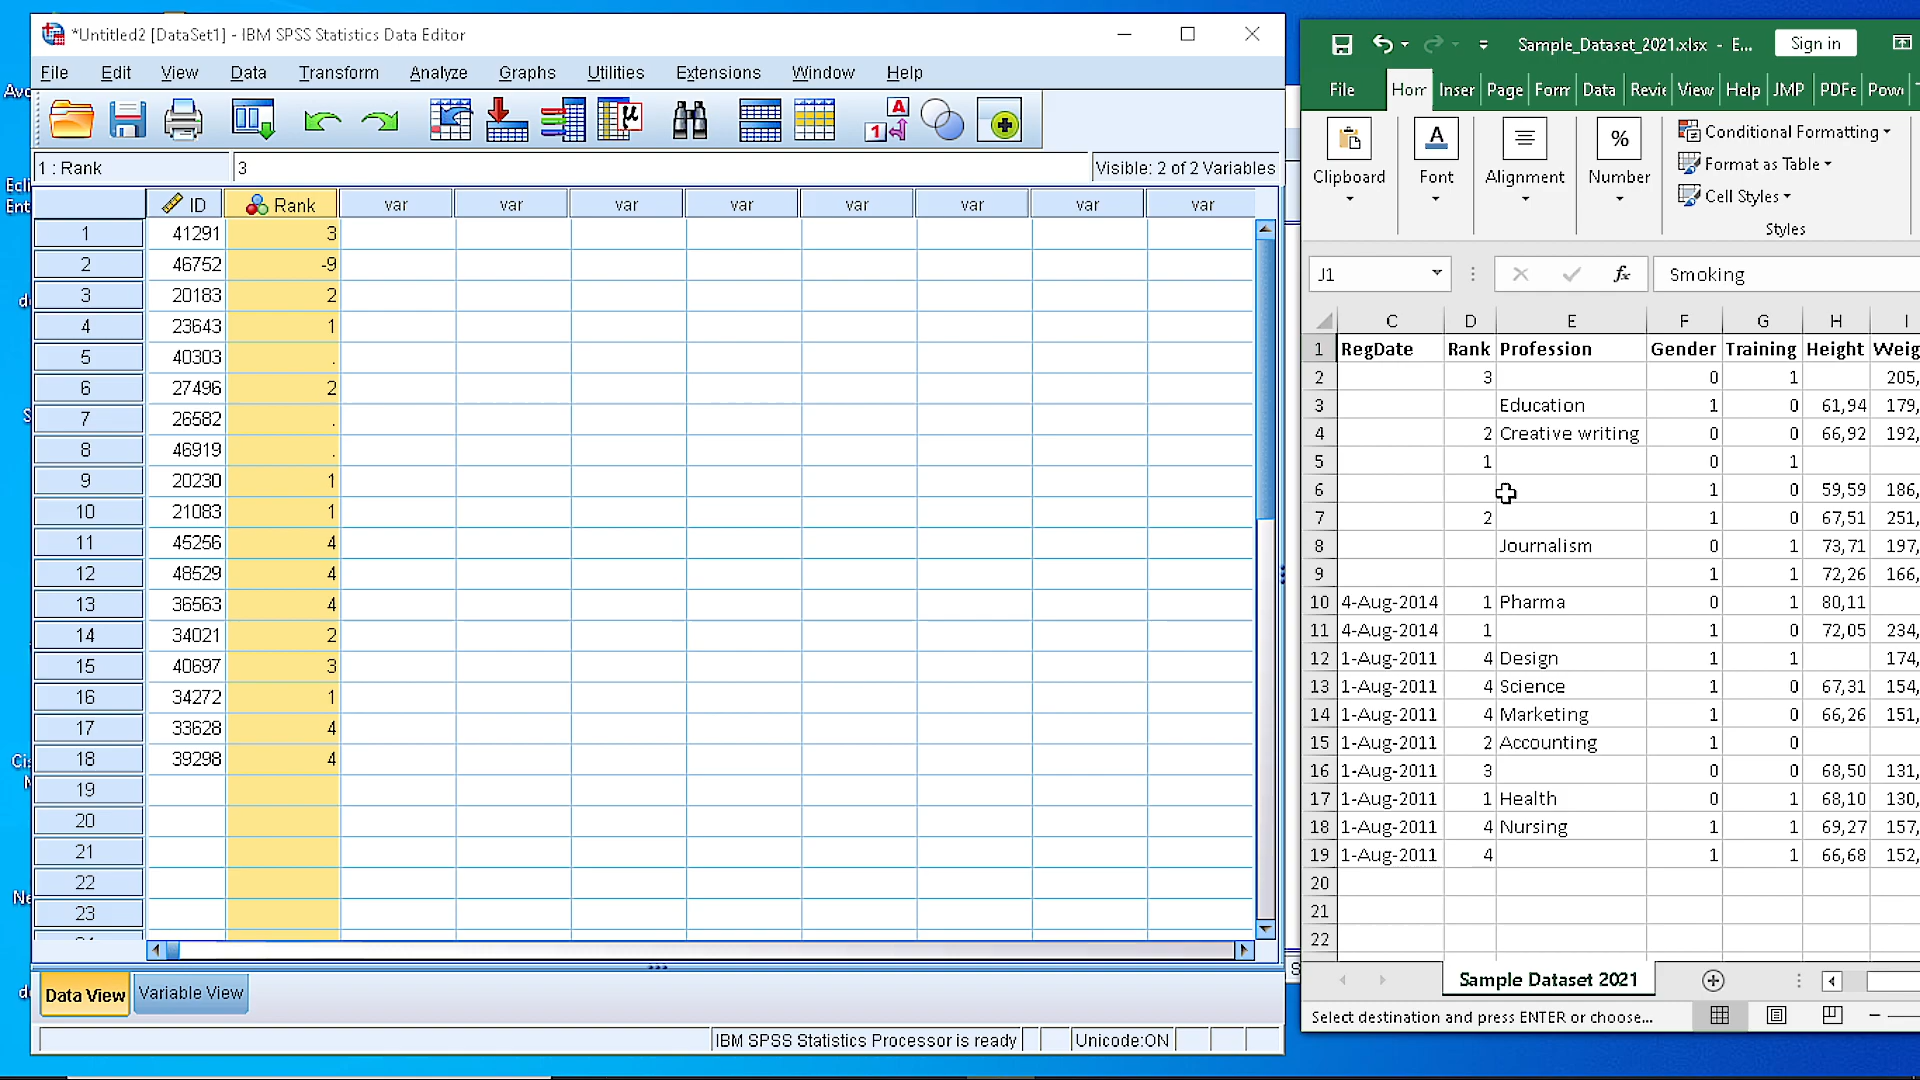 *Untitled2 [DataSet1] - IBM SPSS Statistics Data Editor
File Edit View Data Transform Analyze Graphs Utilities Extensions Window Help
1 : Rank 3 Visible: 2 of 2 Variables
ID Rank var var var var var var var var
1 41291 3
2 46752 -9
3 20183 2
4 23643 1
5 40303 .
6 27496 2
7 26582 .
8 46919 .
9 20230 1
10 21083 1
11 45256 4
12 48529 4
13 36563 4
14 34021 2
15 40697 3
16 34272 1
17 33628 4
18 39298 4
19
20
21
22
23
Data View Variable View
IBM SPSS Statistics Processor is ready Unicode:ON
Sample_Dataset_2021.xlsx - E... Sign in
File Hom Inser Page Form Data Revie View Help JMP PDFe Powe
Clipboard Font Alignment Number
Conditional Formatting
Format as Table
Cell Styles
Styles
J1 fx Smoking
C D E F G H I
1 RegDate Rank Profession Gender Training Height Weig
2 3 0 1 205,
3 Education 1 0 61,94 179,
4 2 Creative writing 0 0 66,92 192,
5 1 0 1
6 1 0 59,59 186,
7 2 1 0 67,51 251,
8 Journalism 0 1 73,71 197,
9 1 1 72,26 166,
10 4-Aug-2014 1 Pharma 0 1 80,11
11 4-Aug-2014 1 1 0 72,05 234,
12 1-Aug-2011 4 Design 1 1 174,
13 1-Aug-2011 4 Science 1 0 67,31 154,
14 1-Aug-2011 4 Marketing 1 0 66,26 151,
15 1-Aug-2011 2 Accounting 1 0
16 1-Aug-2011 3 0 0 68,50 131,
17 1-Aug-2011 1 Health 0 1 68,10 130,
18 1-Aug-2011 4 Nursing 1 1 69,27 157,
19 1-Aug-2011 4 1 1 66,68 152,
20
21
22
Sample Dataset 2021
Select destination and press ENTER or choose...